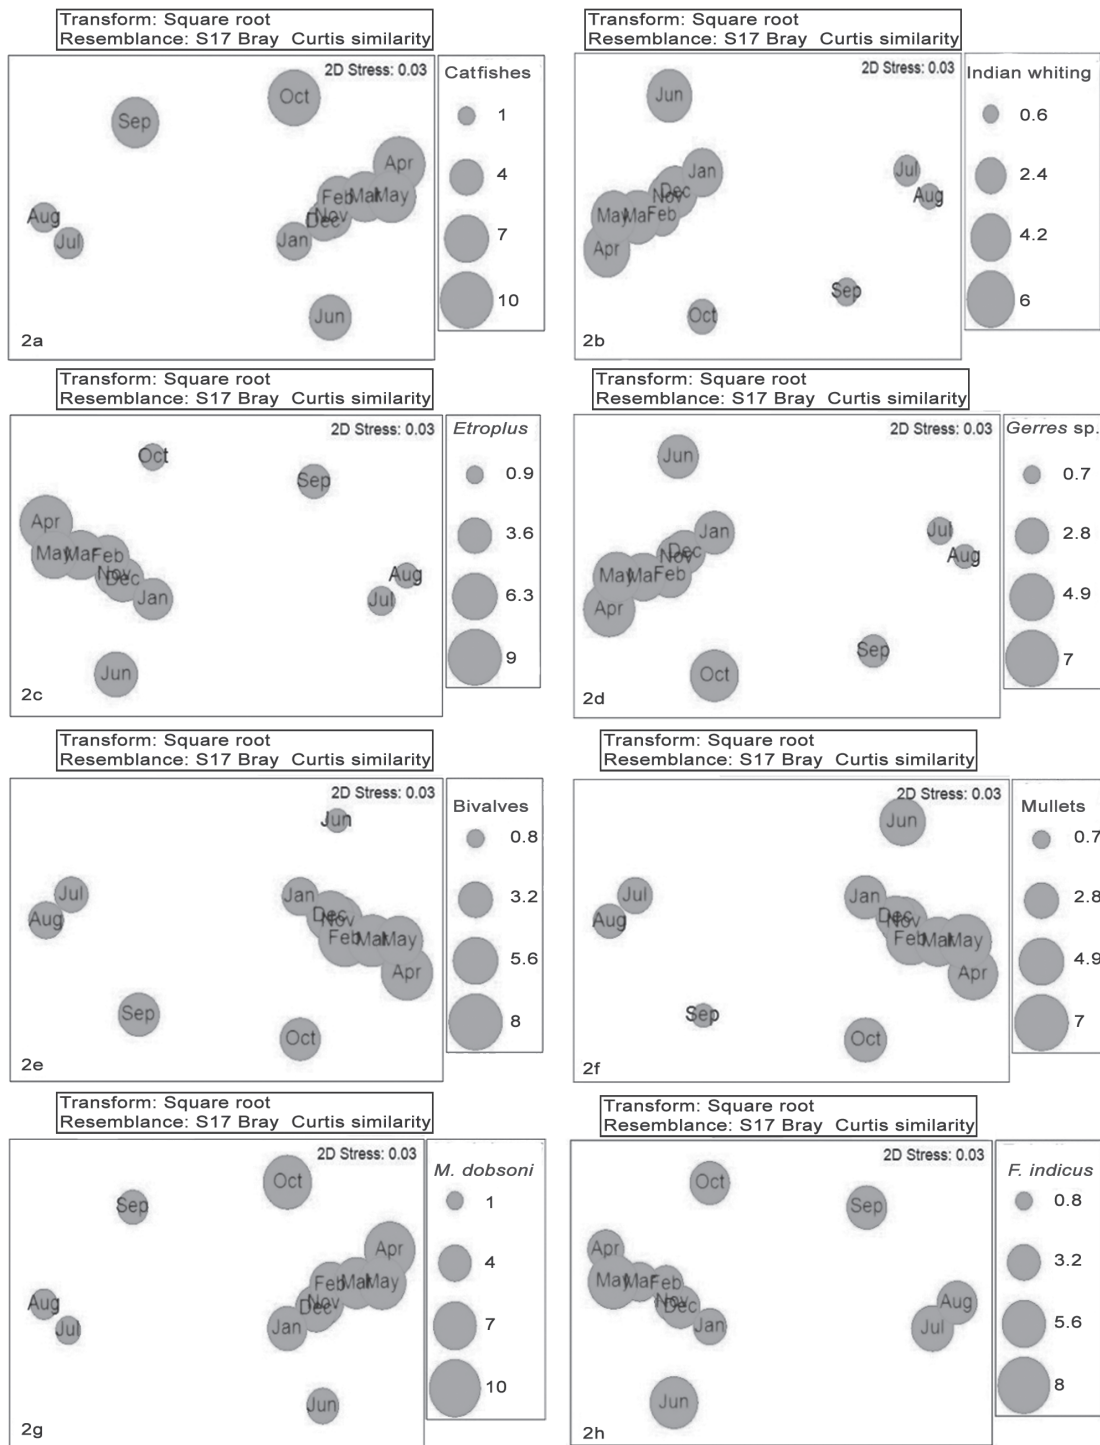 Transform: Square root
Resemblance: S17 Bray Curtis similarity
2D Stress: 0.03
Catfishes
1
4
7
10
Oct
Sep
Apr
Feb
Mar
May
Nov
Dec
Jan
Aug
Jul
Jun
2a
Transform: Square root
Resemblance: S17 Bray Curtis similarity
2D Stress: 0.03
Indian whiting
0.6
2.4
4.2
6
Jun
Jan
Dec
Nov
Feb
Mar
May
Apr
Jul
Aug
Sep
Oct
2b
Transform: Square root
Resemblance: S17 Bray Curtis similarity
2D Stress: 0.03
Etroplus
0.9
3.6
6.3
9
Oct
Sep
Apr
May
Mar
Feb
Nov
Dec
Jan
Aug
Jul
Jun
2c
Transform: Square root
Resemblance: S17 Bray Curtis similarity
2D Stress: 0.03
Gerres sp.
0.7
2.8
4.9
7
Jun
Jan
Dec
Nov
Feb
Mar
May
Apr
Jul
Aug
Sep
Oct
2d
Transform: Square root
Resemblance: S17 Bray Curtis similarity
2D Stress: 0.03
Bivalves
0.8
3.2
5.6
8
Jun
Jul
Aug
Jan
Dec
Nov
Feb
Mar
May
Apr
Sep
Oct
2e
Transform: Square root
Resemblance: S17 Bray Curtis similarity
2D Stress: 0.03
Mullets
0.7
2.8
4.9
7
Jun
Jul
Aug
Jan
Dec
Nov
Feb
Mar
May
Apr
Sep
Oct
2f
Transform: Square root
Resemblance: S17 Bray Curtis similarity
2D Stress: 0.03
M. dobsoni
1
4
7
10
Oct
Sep
Apr
Feb
Mar
May
Nov
Dec
Jan
Aug
Jul
Jun
2g
Transform: Square root
Resemblance: S17 Bray Curtis similarity
2D Stress: 0.03
F. indicus
0.8
3.2
5.6
8
Oct
Sep
Apr
May
Mar
Feb
Nov
Dec
Jan
Aug
Jul
Jun
2h